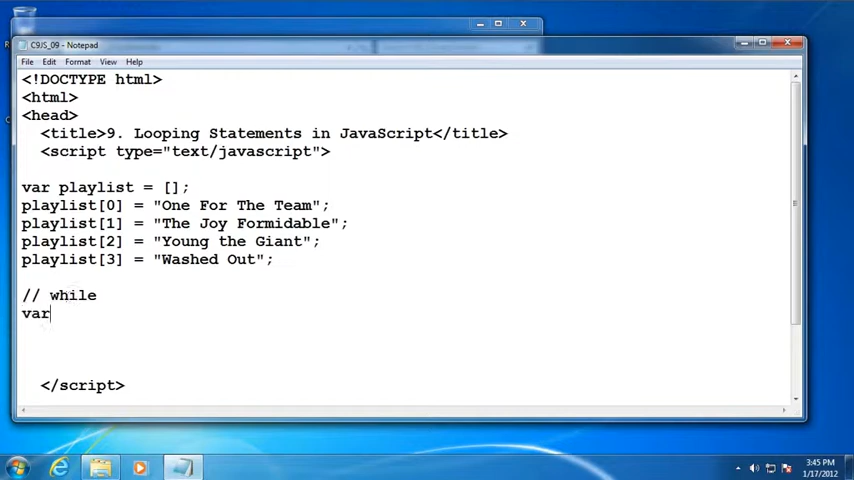 C9JS_09 - Notepad
File Edit Format View Help
<!DOCTYPE html>
<html>
<head>
<title>9. Looping Statements in JavaScript</title>
<script type="text/javascript">
var playlist = [];
playlist[0] = "One For The Team";
playlist[1] = "The Joy Formidable";
playlist[2] = "Young the Giant";
playlist[3] = "Washed Out";
// while
var
</script>
3:45 PM
1/17/2012